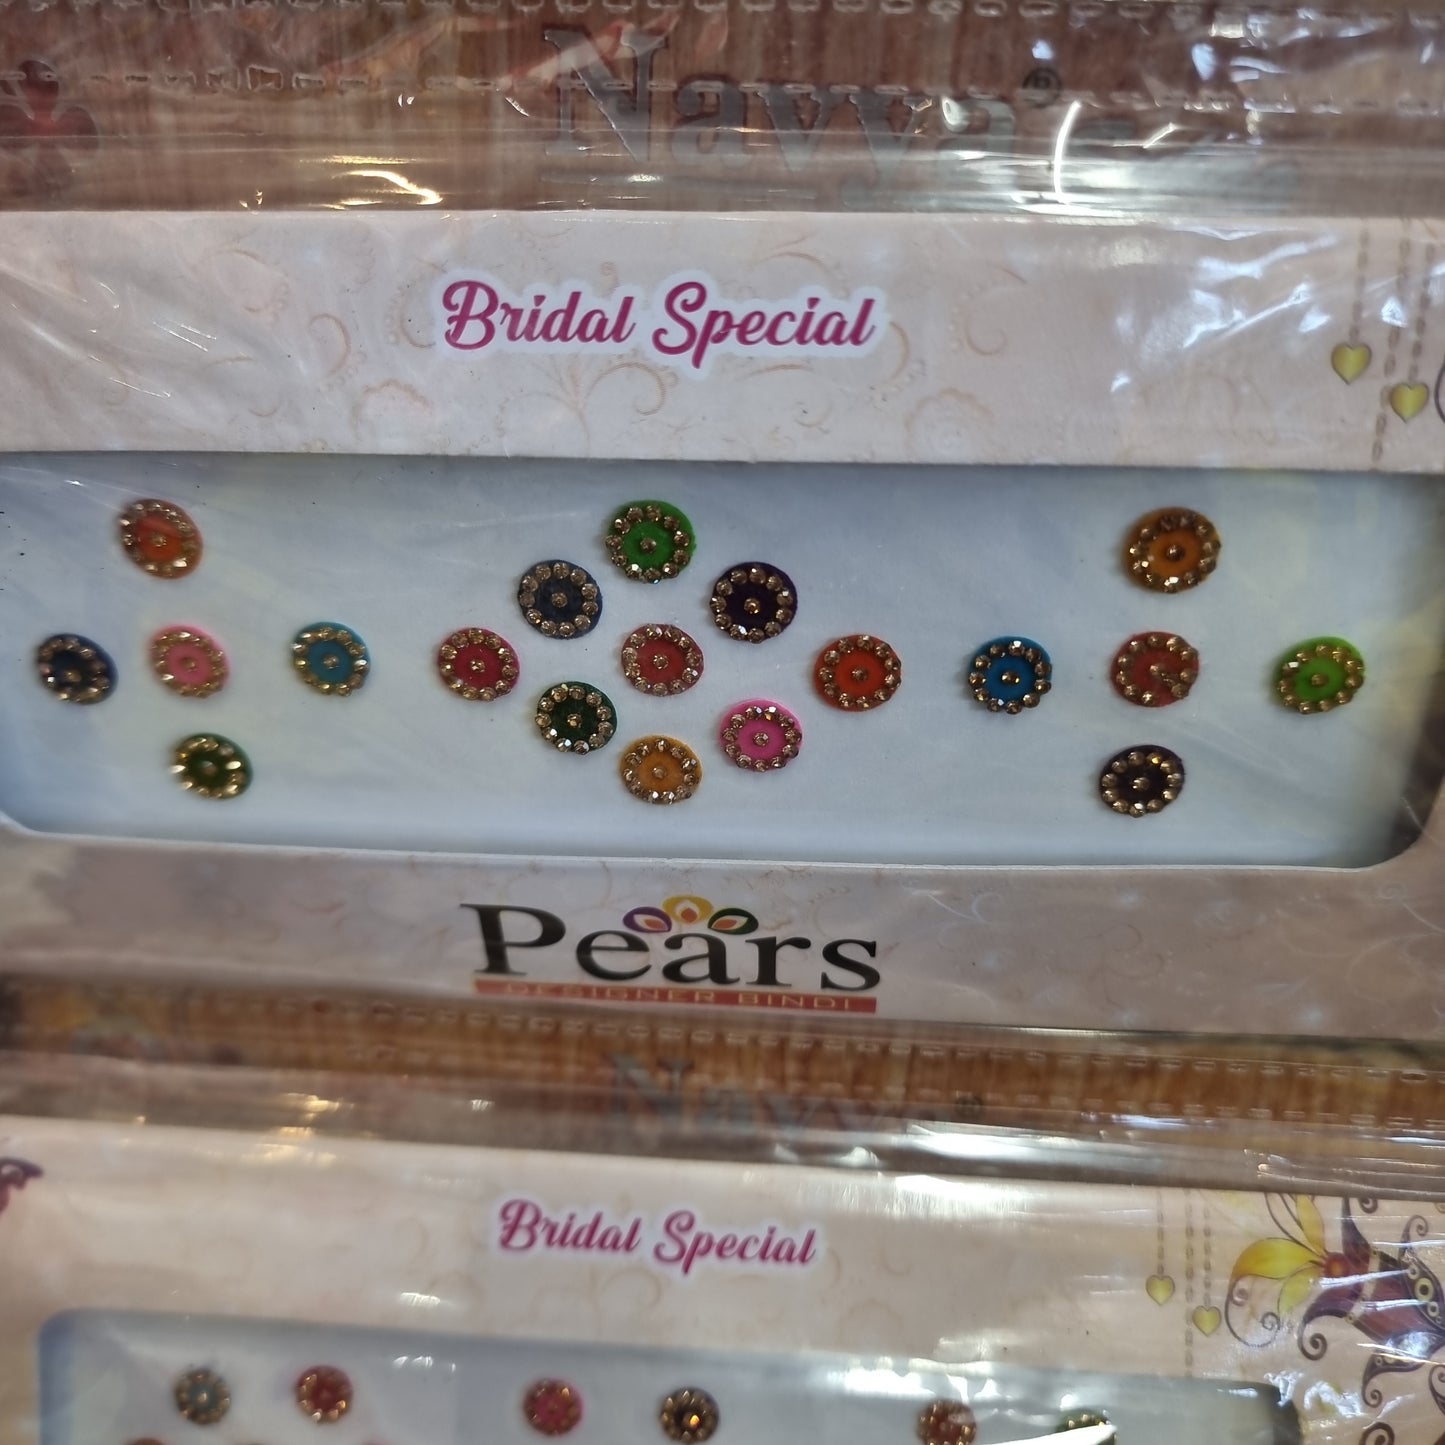 Navya®
Bridal Special
Pears
DESIGNER BINDI
Navya
Bridal Special